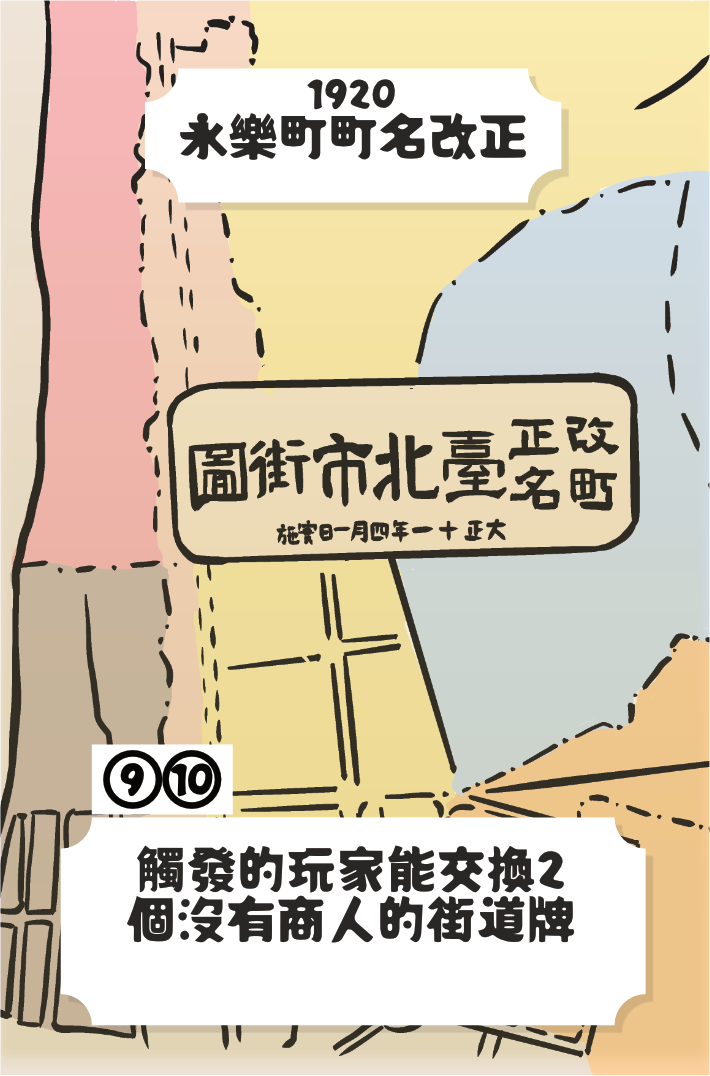 1920
永樂町町名改正
改町
正名
臺北市街圖
大正十一年四月一日實施
⑨⑩
觸發的玩家能交換2
個沒有商人的街道牌